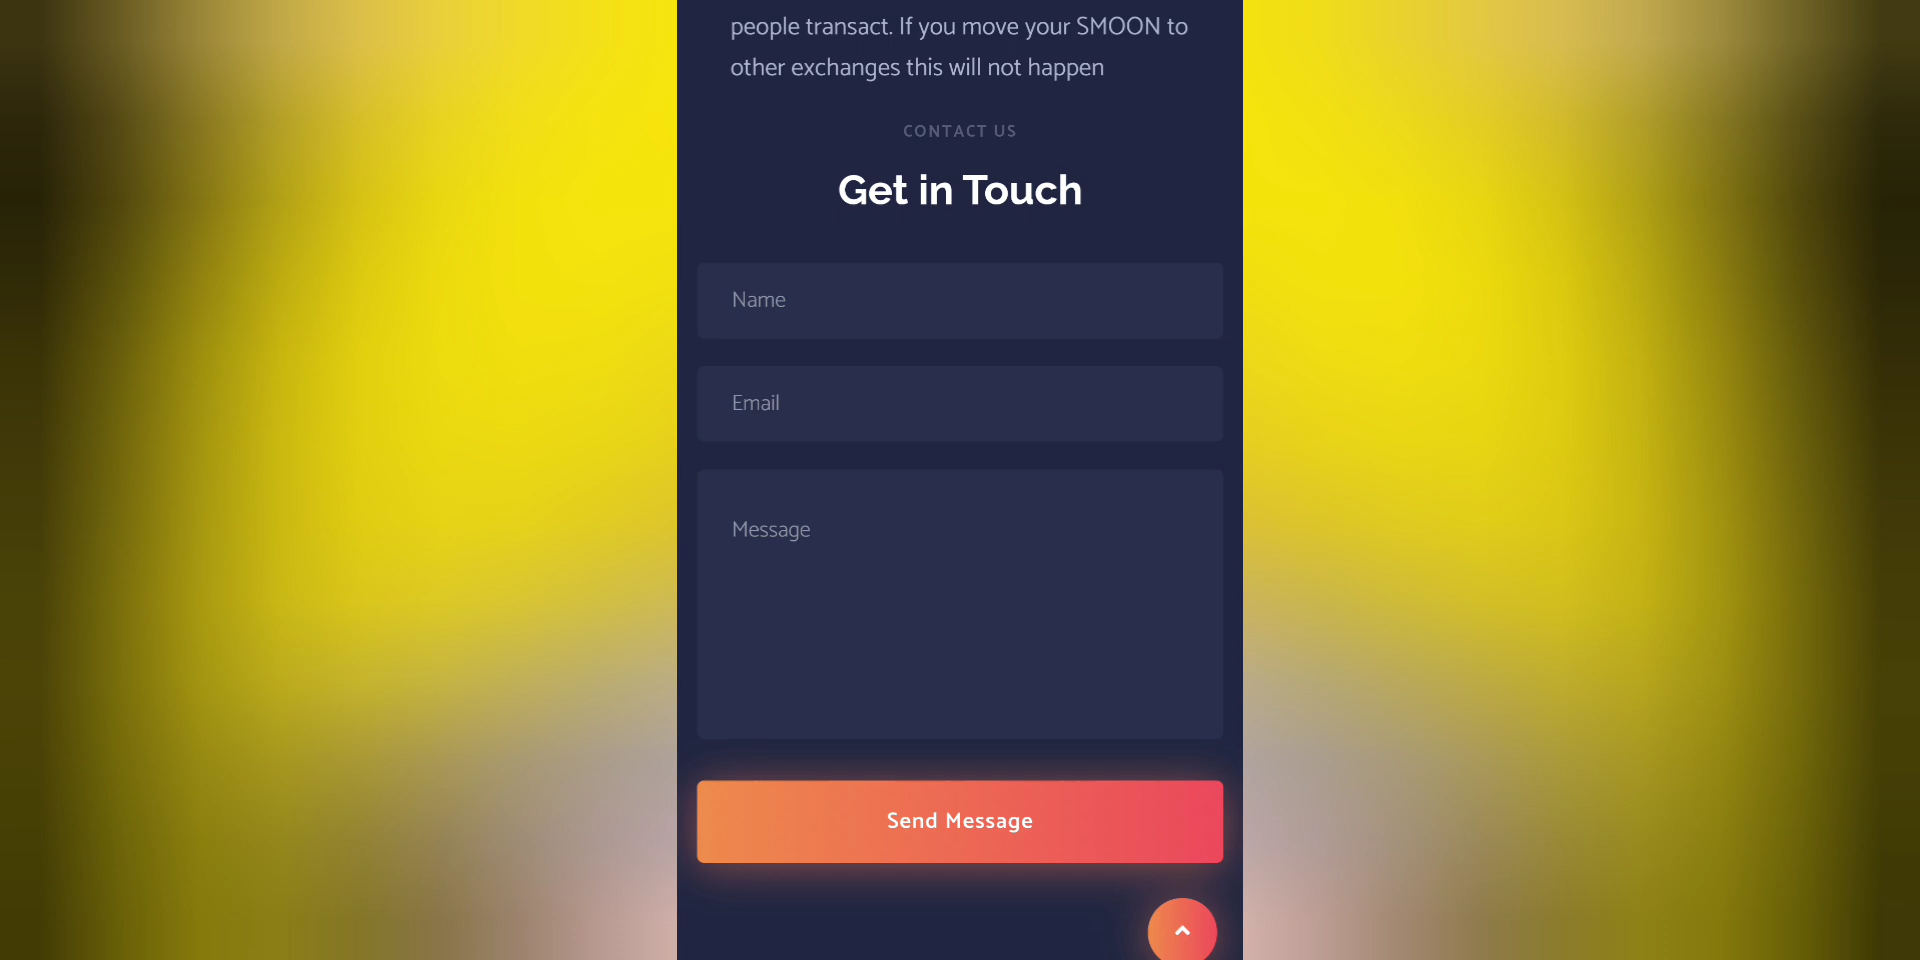 people transact. If you move your SMOON to
other exchanges this will not happen
CONTACT US
Get in Touch
Name
Email
Message
Send Message